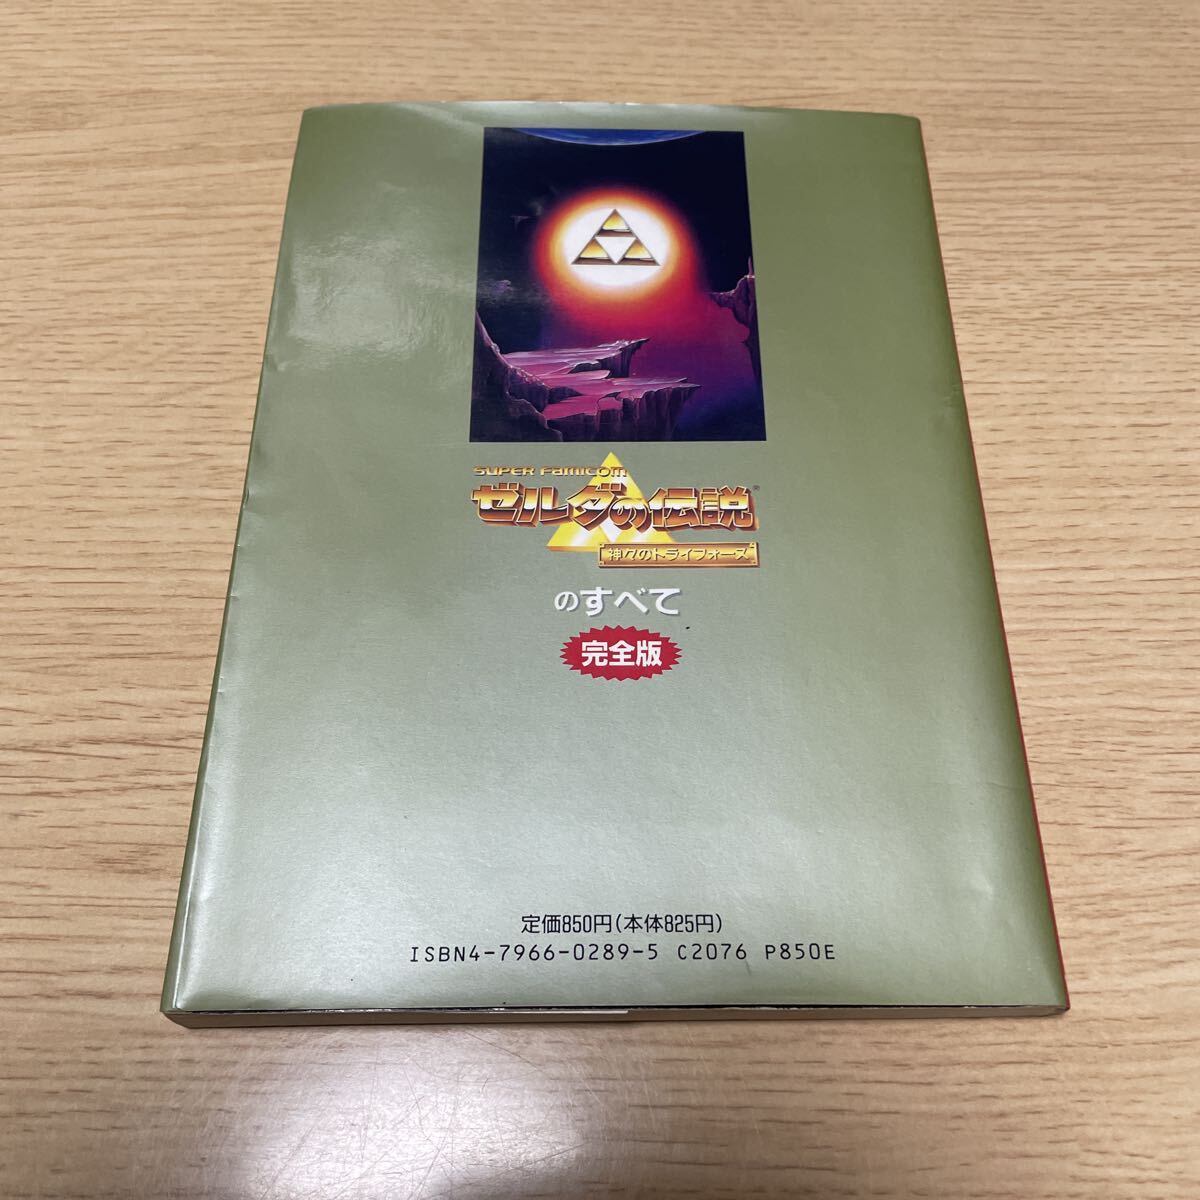 SUPER FAMICOM
ゼルダの伝説®
神々のトライフォース
のすべて
完全版
定価850円(本体825円)
ISBN4-7966-0289-5 C2076 P850E